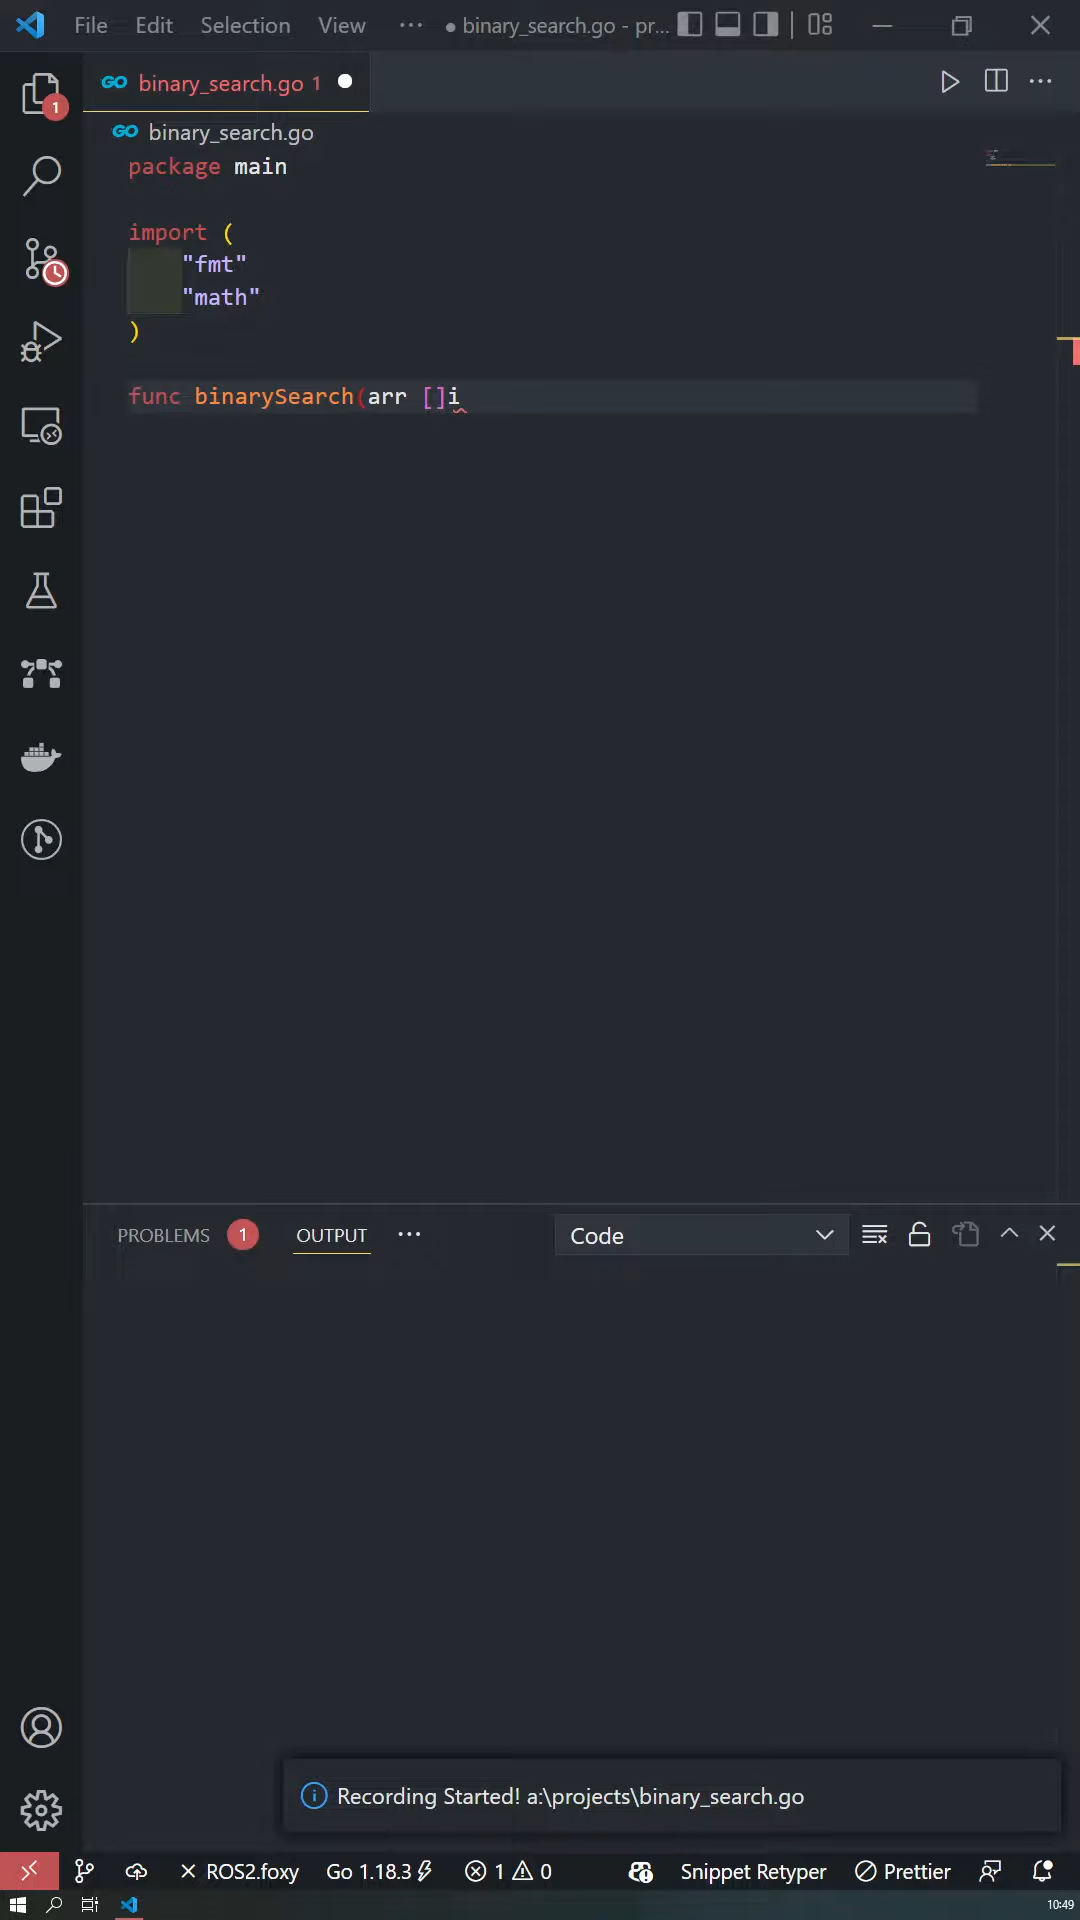 File Edit Selection View ··· ● binary_search.go - pr...
GO binary_search.go 1 ●
1
GO binary_search.go
package main
import (
"fmt"
"math"
)
func binarySearch(arr []i
PROBLEMS 1 OUTPUT ··· Code
Recording Started! a:\projects\binary_search.go
ROS2.foxy Go 1.18.3 1 0 Snippet Retyper Prettier
10:49